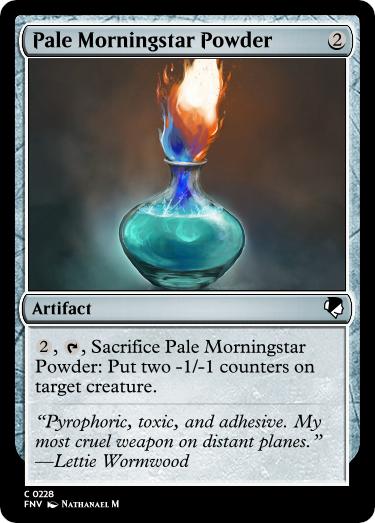 Pale Morningstar Powder 2
Artifact
2, T, Sacrifice Pale Morningstar
Powder: Put two -1/-1 counters on
target creature.
“Pyrophoric, toxic, and adhesive. My
most cruel weapon on distant planes.”
—Lettie Wormwood
C 0228
FNV Nathanael M